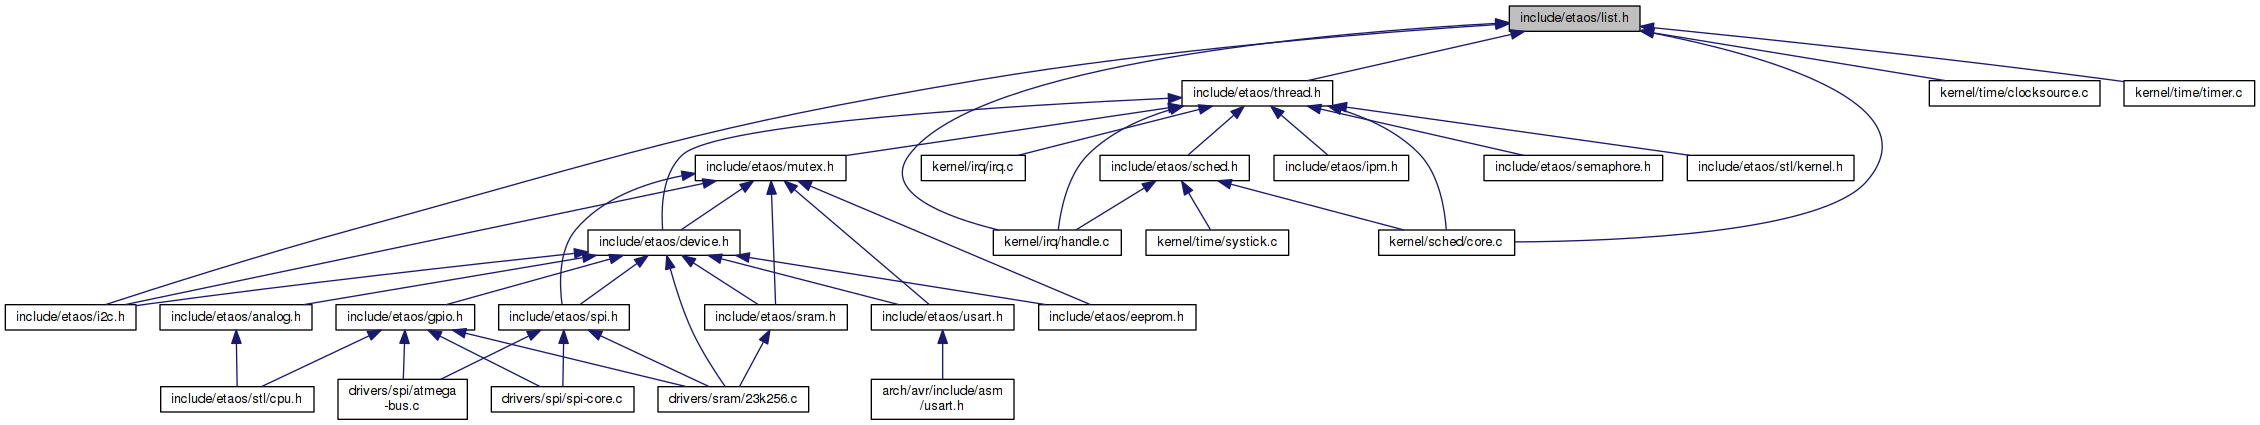 include/etaos/list.h
include/etaos/thread.h
kernel/time/clocksource.c
kernel/time/timer.c
include/etaos/mutex.h
kernel/irq/irq.c
include/etaos/sched.h
include/etaos/ipm.h
include/etaos/semaphore.h
include/etaos/stl/kernel.h
include/etaos/device.h
kernel/irq/handle.c
kernel/time/systick.c
kernel/sched/core.c
include/etaos/i2c.h
include/etaos/analog.h
include/etaos/gpio.h
include/etaos/spi.h
include/etaos/sram.h
include/etaos/usart.h
include/etaos/eeprom.h
include/etaos/stl/cpu.h
drivers/spi/atmega
-bus.c
drivers/spi/spi-core.c
drivers/sram/23k256.c
arch/avr/include/asm
/usart.h